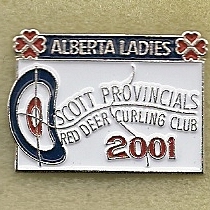 ALBERTA LADIES
SCOTT PROVINCIALS
RED DEER CURLING CLUB
2001